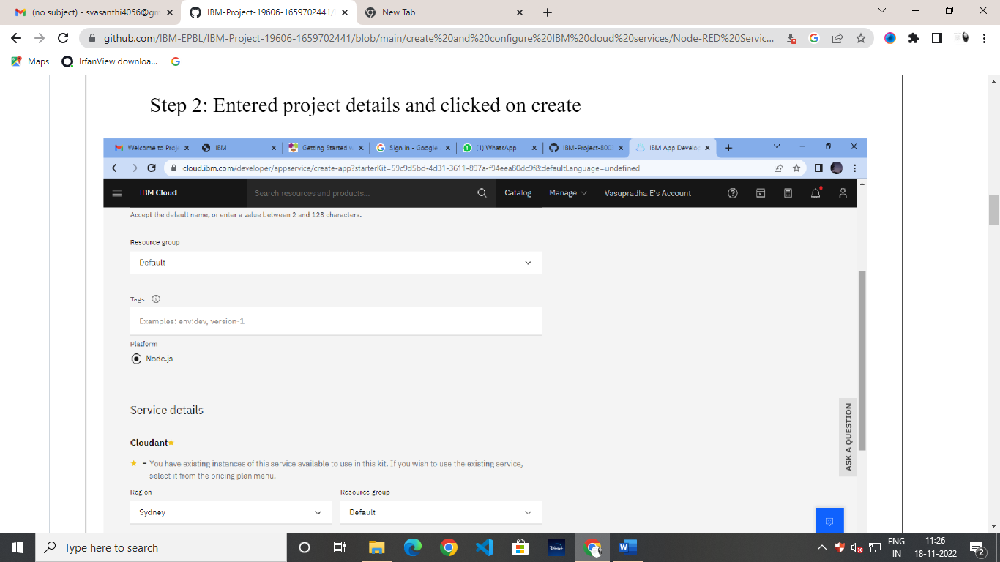 (no subject) - svasanthi4056@gm
IBM-Project-19606-1659702441/
New Tab
github.com/IBM-EPBL/IBM-Project-19606-1659702441/blob/main/create%20and%20configure%20IBM%20cloud%20services/Node-RED%20Servic...
Maps
IrfanView downloa...
Step 2: Entered project details and clicked on create
Welcome to Proj
IBM
Getting Started w
Sign in - Google
(1) WhatsApp
IBM-Project-800
IBM App Develop
cloud.ibm.com/developer/appservice/create-app?starterKit=59c9d5bd-4d31-3611-897a-f94eea80dc9f&defaultLanguage=undefined
IBM Cloud
Search resources and products...
Catalog
Manage
Vasupradha E's Account
Accept the default name, or enter a value between 2 and 128 characters.
Resource group
Default
Tags
Examples: env:dev, version-1
Platform
Node.js
Service details
Cloudant
= You have existing instances of this service available to use in this kit. If you wish to use the existing service,
select it from the pricing plan menu.
Region
Resource group
Sydney
Default
ASK A QUESTION
Type here to search
Disney+
ENG
IN
11:26
18-11-2022
2